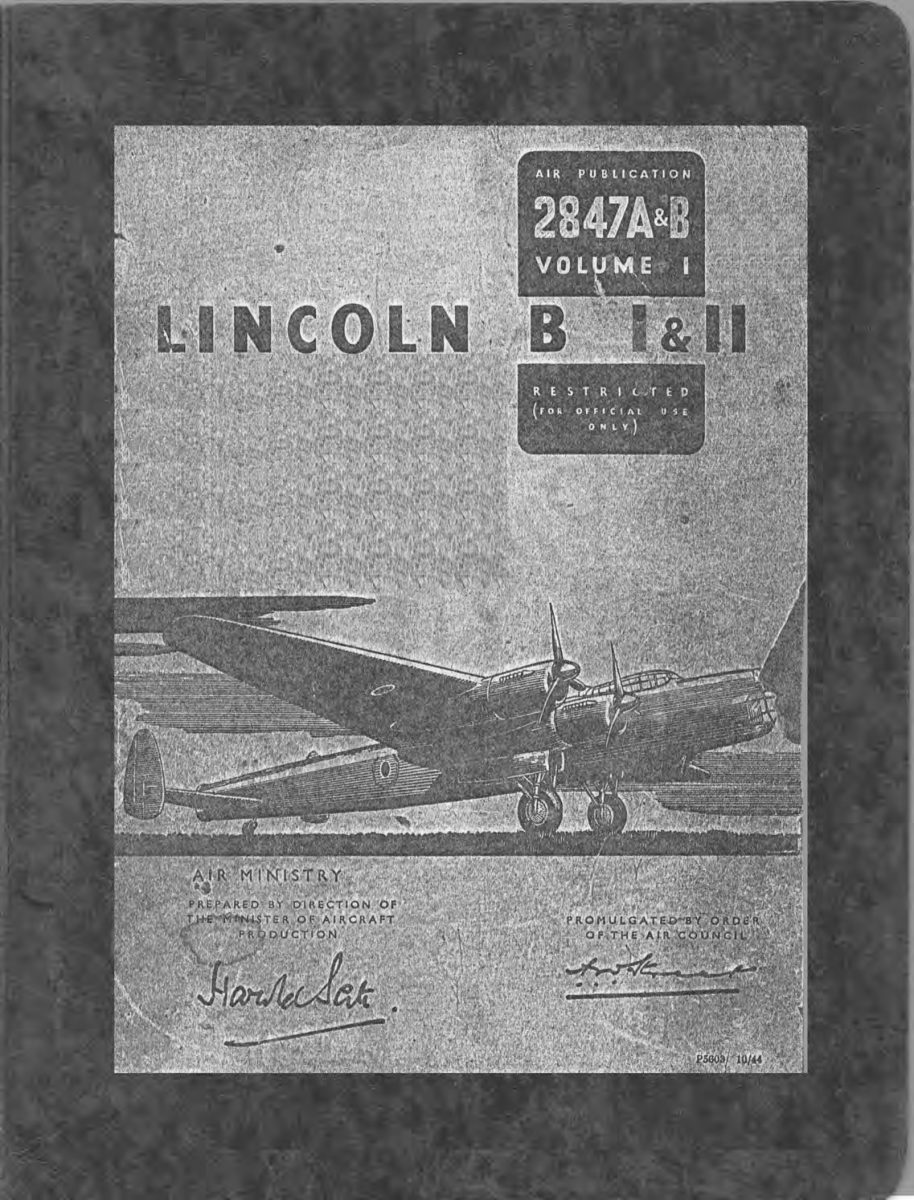 AIR PUBLICATION
2847A&B
VOLUME I
LINCOLN B I & II
RESTRICTED
(FOR OFFICIAL USE
ONLY)
AIR MINISTRY
PREPARED BY DIRECTION OF
THE MINISTER OF AIRCRAFT
PRODUCTION
PROMULGATED BY ORDER
OF THE AIR COUNCIL
Harold
10/44